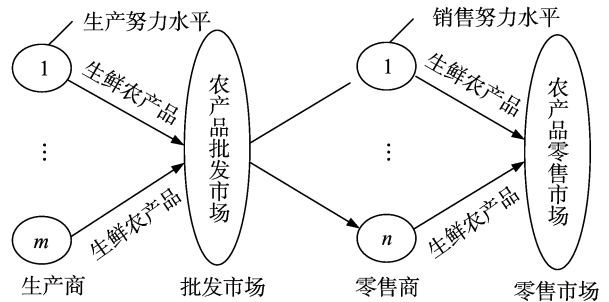 生产努力水平
销售努力水平
1
生鲜农产品
农产品批发市场
1
生鲜农产品
农产品零售市场
⋮
⋮
m
生鲜农产品
n
生鲜农产品
生产商
批发市场
零售商
零售市场